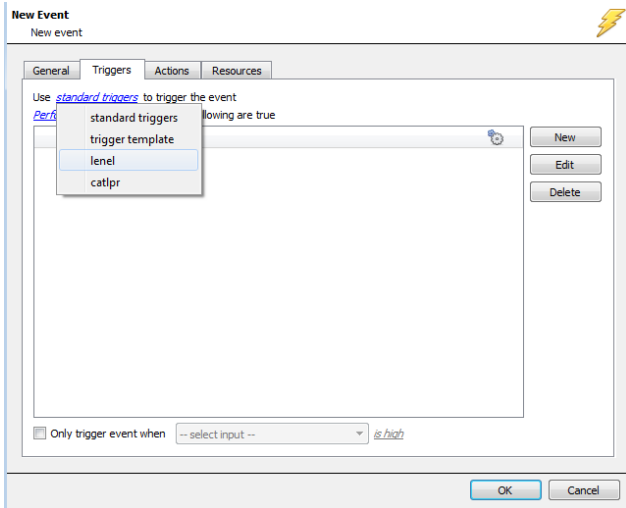 New Event
New event
General Triggers Actions Resources
Use standard triggers to trigger the event
Perf llowing are true
standard triggers
trigger template
lenel
catlpr
New
Edit
Delete
Only trigger event when -- select input -- is high
OK Cancel